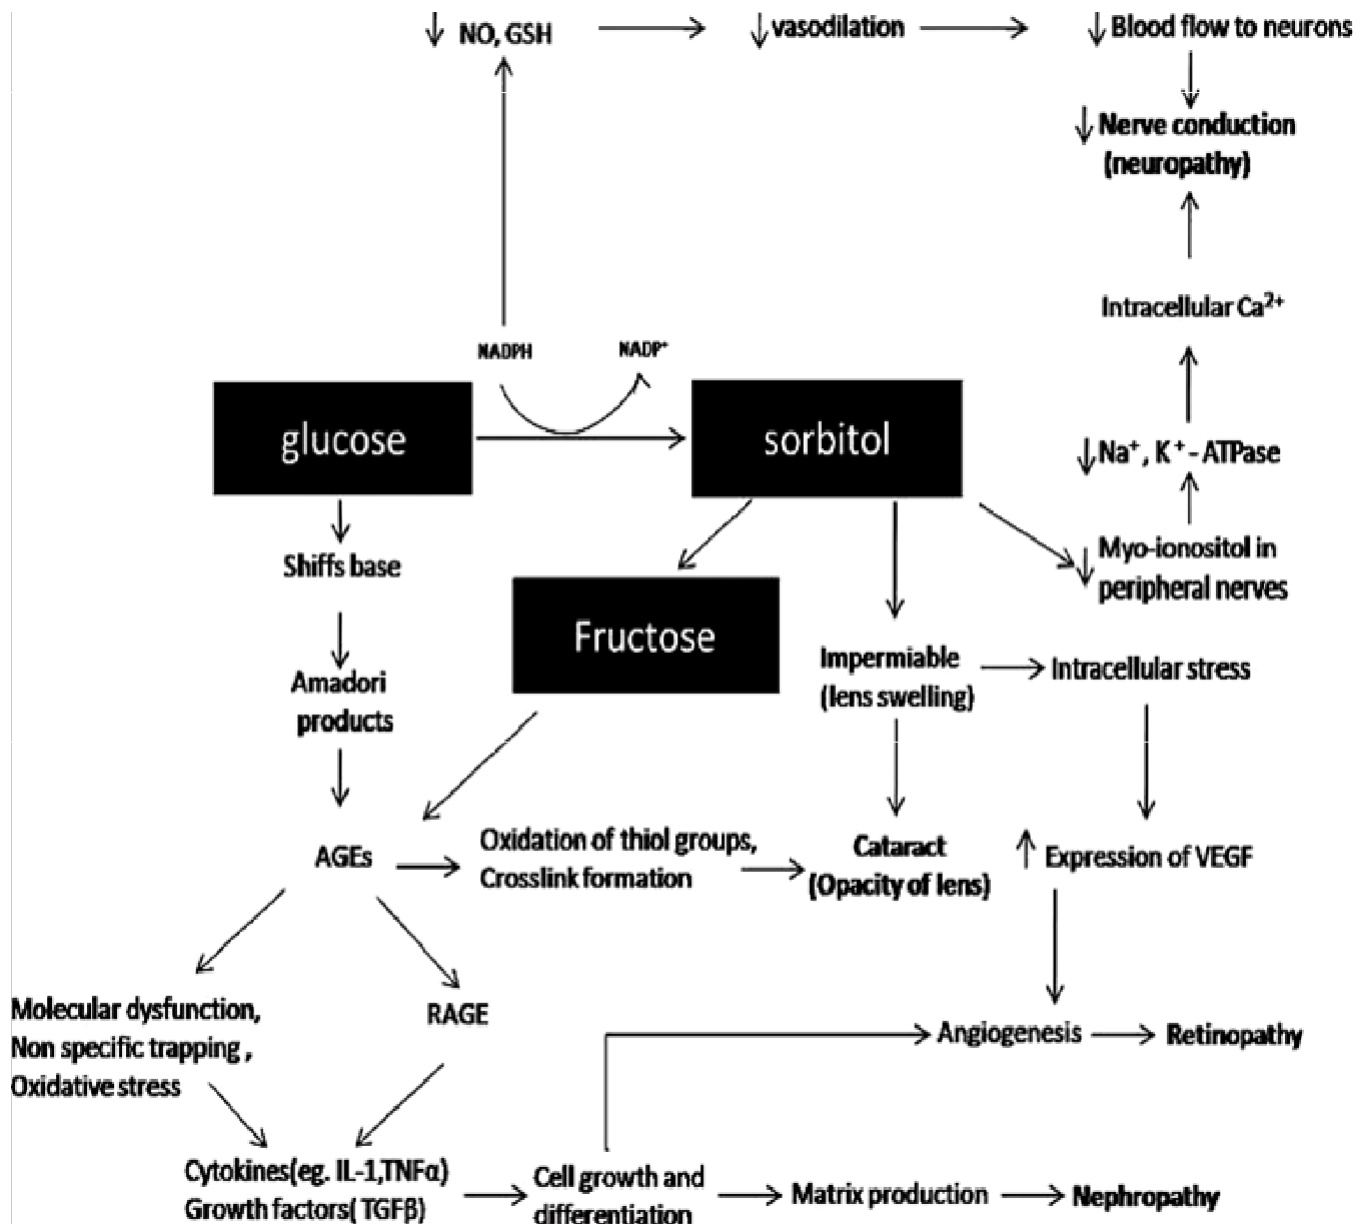 ↓ NO, GSH
↓ vasodilation
↓ Blood flow to neurons
↓ Nerve conduction
(neuropathy)
Intracellular Ca²⁺
NADPH
NADP⁺
glucose
sorbitol
↓ Na⁺, K⁺ - ATPase
Shiffs base
↓ Myo-ionositol in
peripheral nerves
Fructose
Impermiable
(lens swelling)
Intracellular stress
Amadori
products
AGEs
Oxidation of thiol groups,
Crosslink formation
Cataract
(Opacity of lens)
↑ Expression of VEGF
Molecular dysfunction,
Non specific trapping ,
Oxidative stress
RAGE
Angiogenesis
Retinopathy
Cytokines(eg. IL-1,TNFα)
Growth factors( TGFβ)
Cell growth and
differentiation
Matrix production
Nephropathy